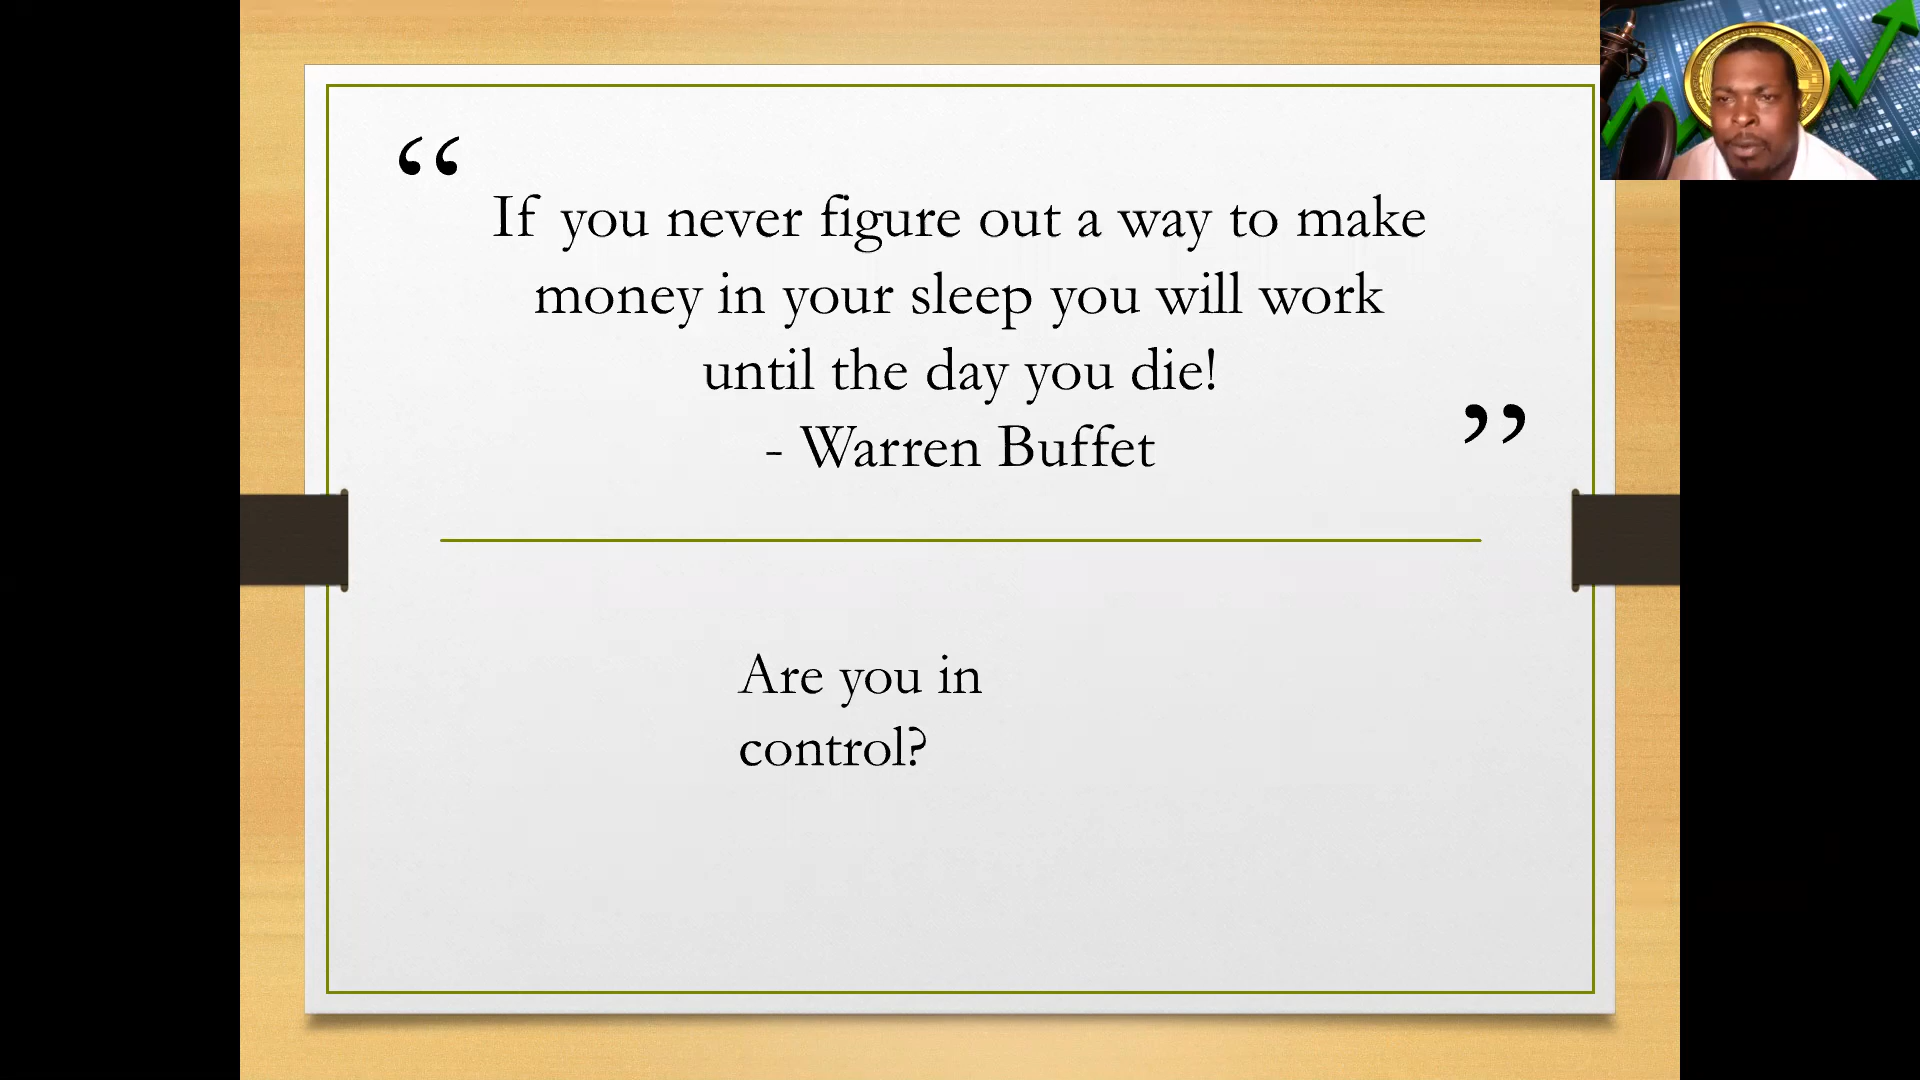 “
If you never figure out a way to make
money in your sleep you will work
until the day you die!
- Warren Buffet
”
Are you in
control?